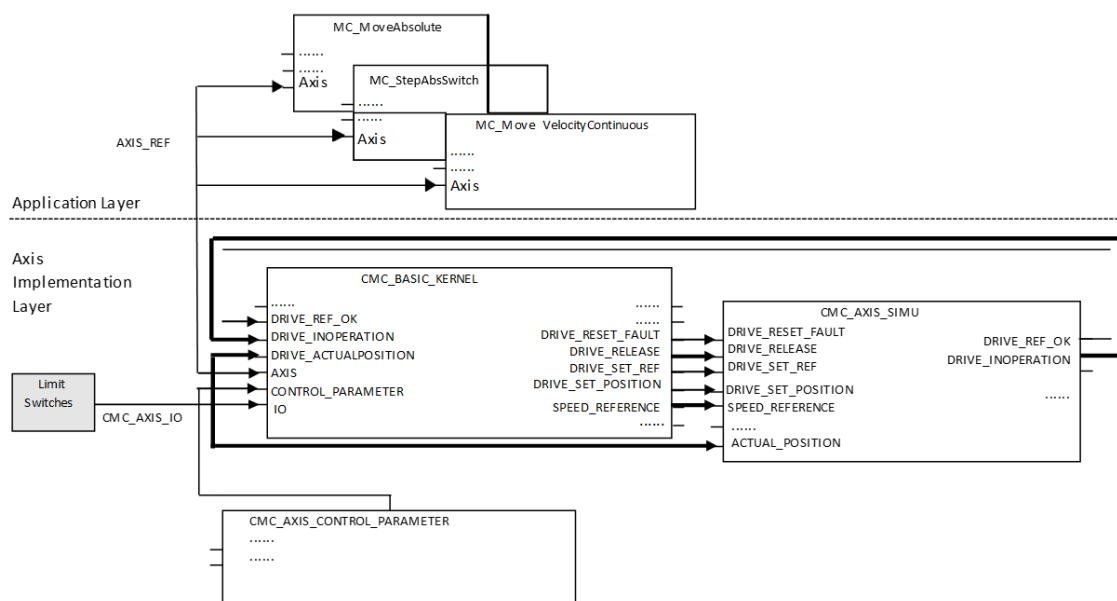 MC_MoveAbsolute
......
......
Axis
MC_StepAbsSwitch
......
......
Axis
MC_Move VelocityContinuous
......
......
Axis
AXIS_REF
Application Layer
Axis
Implementation
Layer
CMC_BASIC_KERNEL
......
DRIVE_REF_OK
DRIVE_INOPERATION
DRIVE_ACTUALPOSITION
AXIS
CONTROL_PARAMETER
IO
......
......
DRIVE_RESET_FAULT
DRIVE_RELEASE
DRIVE_SET_REF
DRIVE_SET_POSITION
SPEED_REFERENCE
......
CMC_AXIS_SIMU
DRIVE_RESET_FAULT
DRIVE_RELEASE
DRIVE_SET_REF
DRIVE_SET_POSITION
SPEED_REFERENCE
......
ACTUAL_POSITION
DRIVE_REF_OK
DRIVE_INOPERATION
......
Limit
Switches
CMC_AXIS_IO
CMC_AXIS_CONTROL_PARAMETER
......
......